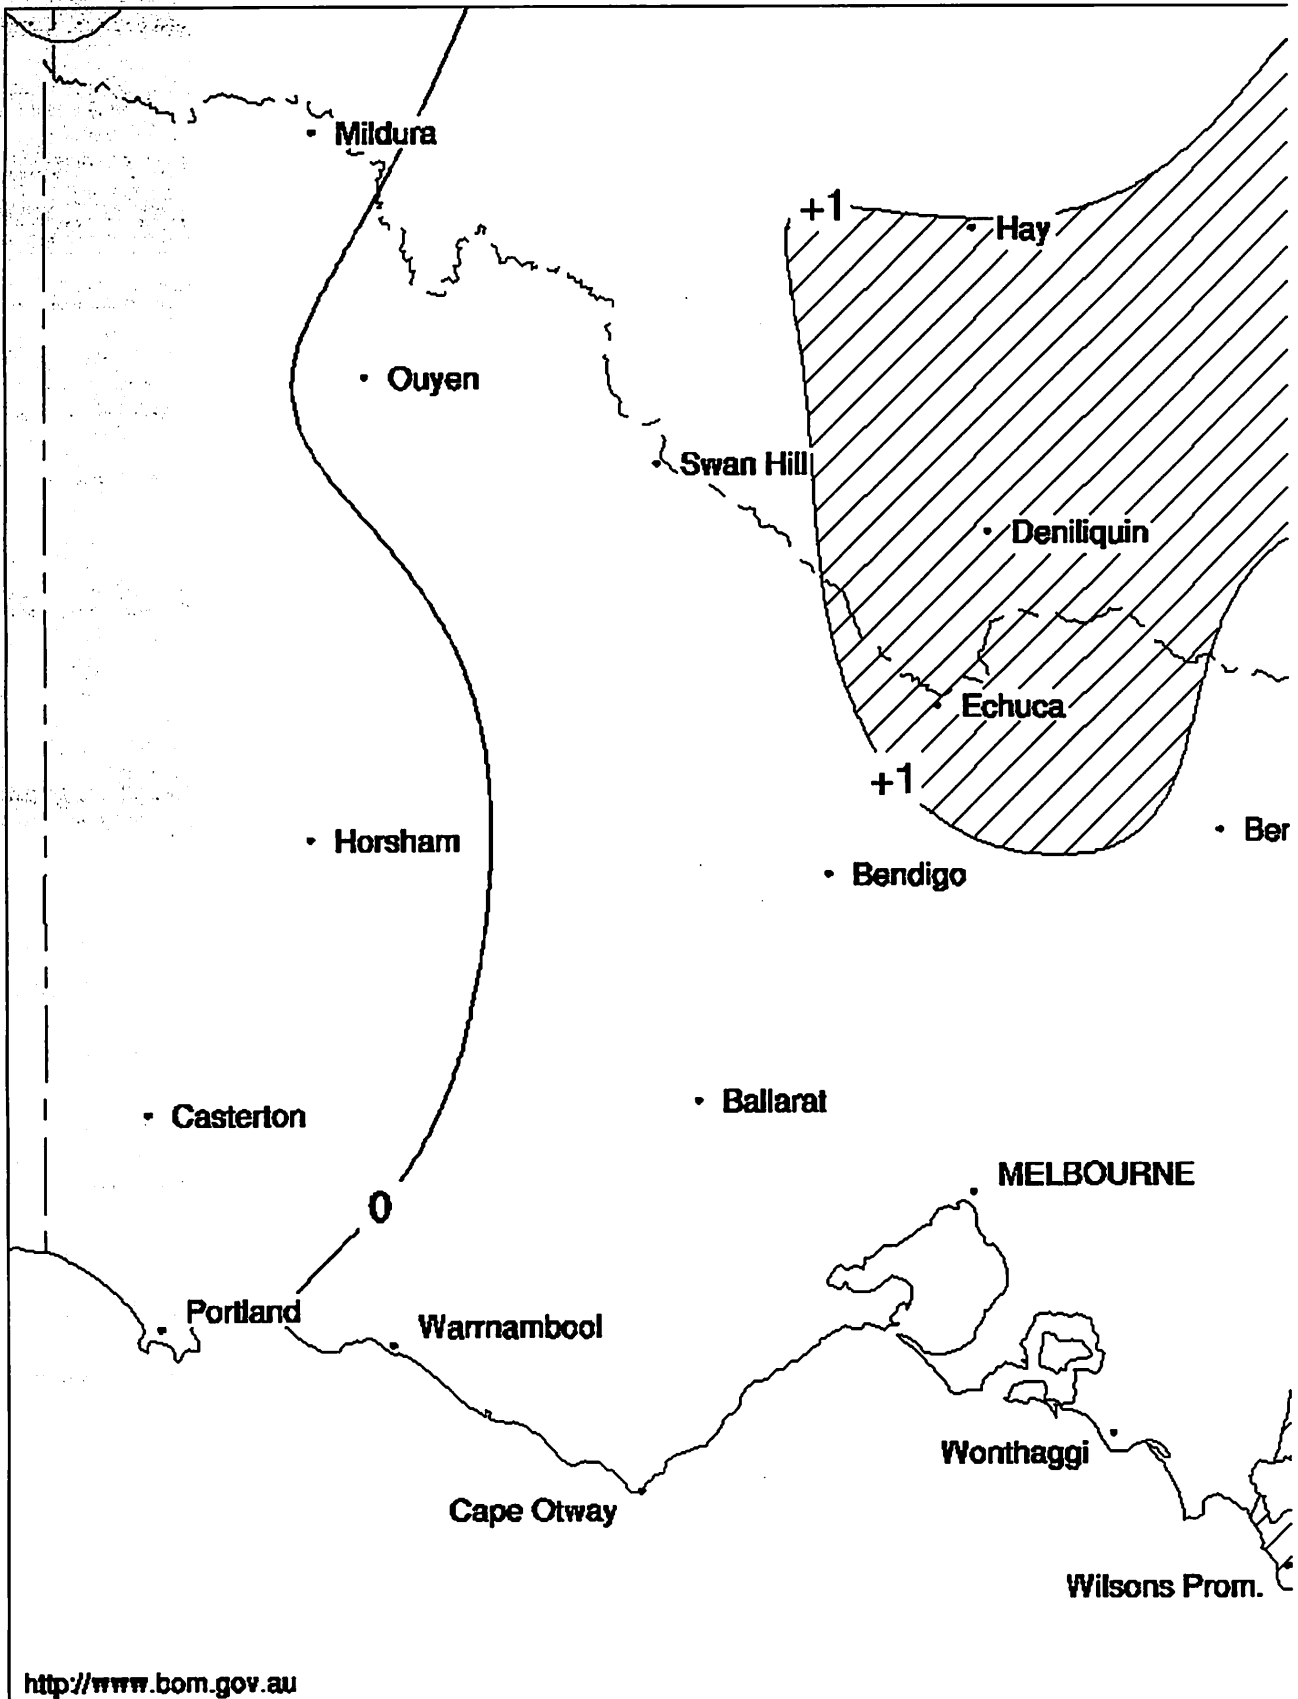 Mildura
+1
Hay
Ouyen
Swan Hill
Deniliquin
Echuca
+1
Horsham
Ber
Bendigo
Ballarat
Casterton
MELBOURNE
0
Portland
Warrnambool
Wonthaggi
Cape Otway
Wilsons Prom.
http://www.bom.gov.au